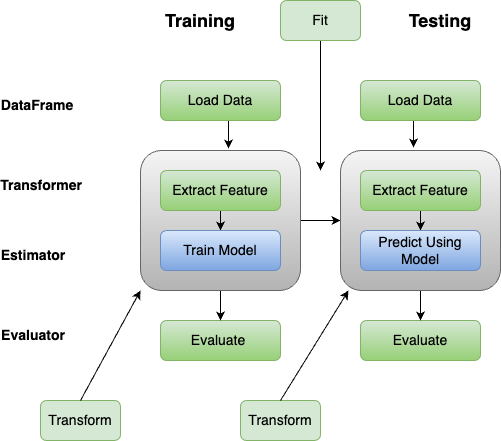 Training
Fit
Testing
DataFrame
Load Data
Load Data
Transformer
Extract Feature
Extract Feature
Estimator
Train Model
Predict Using
Model
Evaluator
Evaluate
Evaluate
Transform
Transform